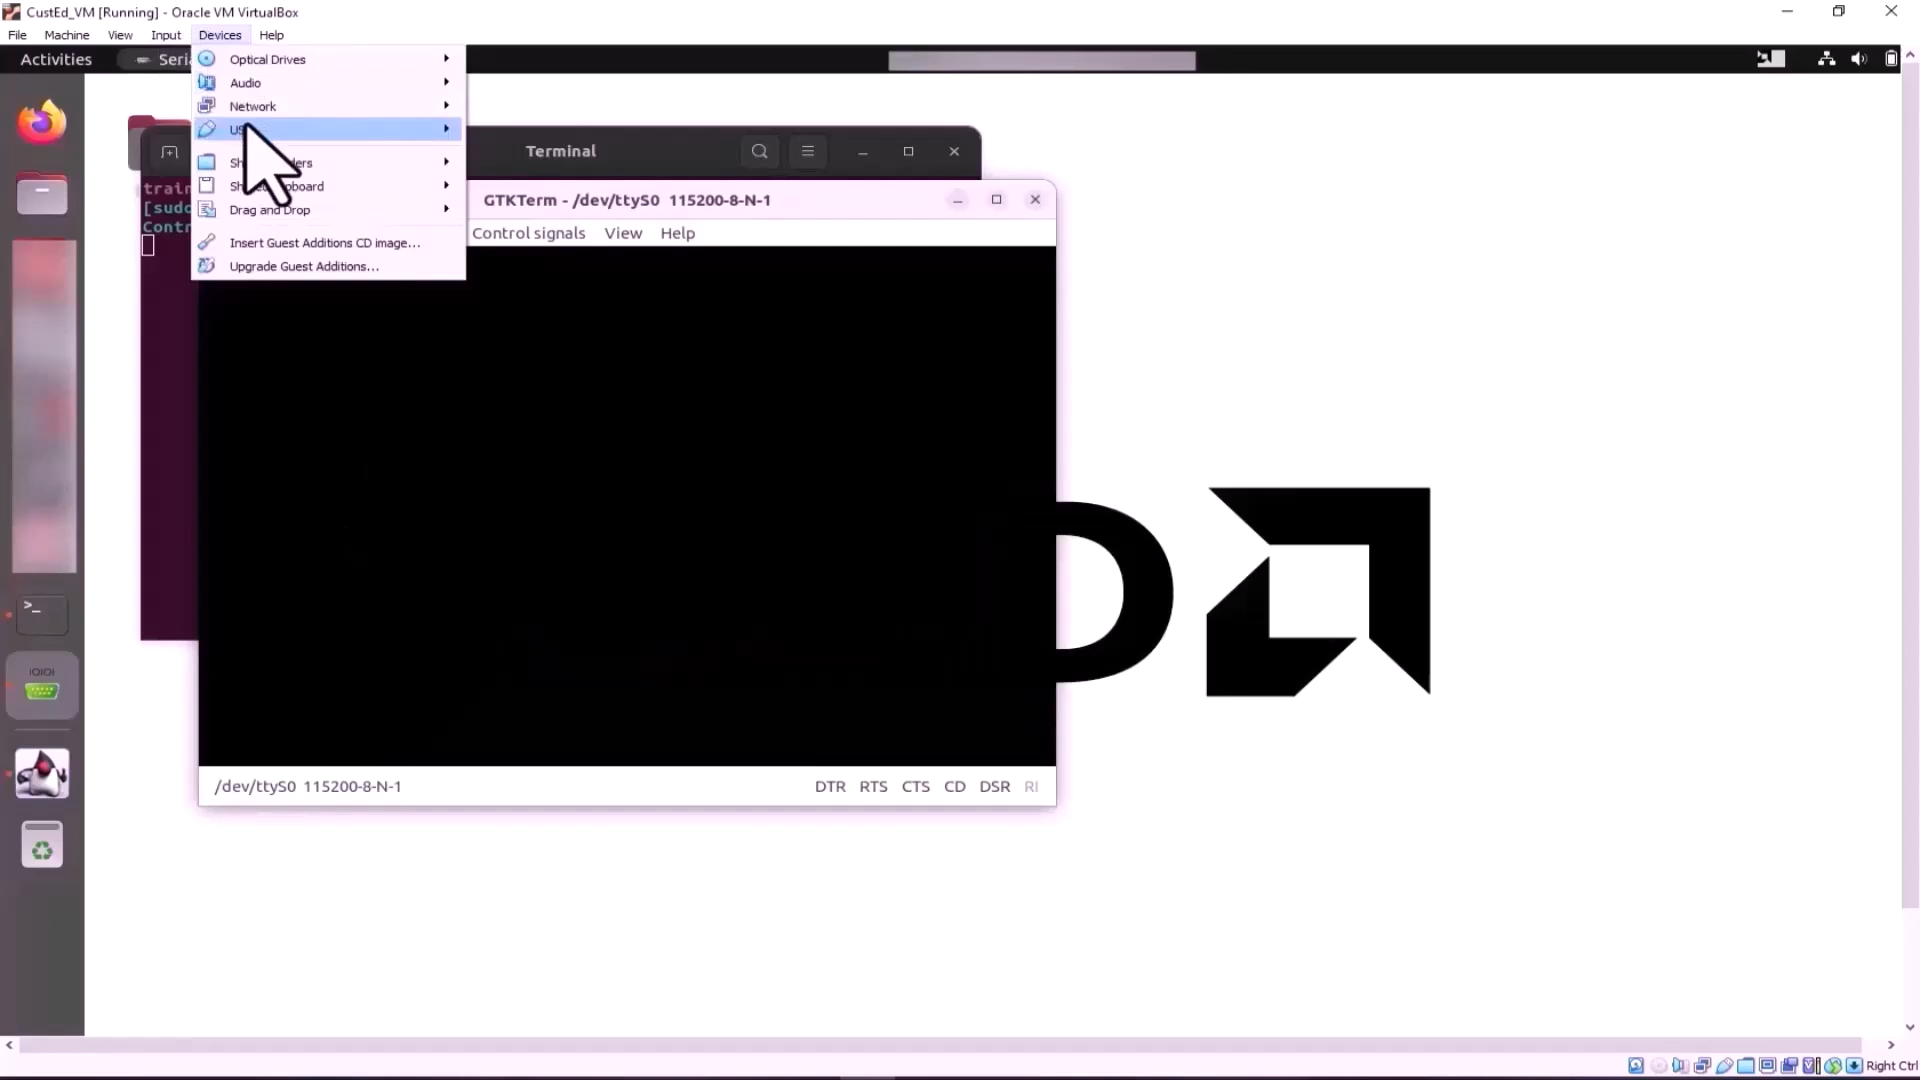 CustEd_VM [Running] - Oracle VM VirtualBox
File Machine View Input Devices Help
Activities
Optical Drives
Audio
Network
Drag and Drop
Insert Guest Additions CD image...
Upgrade Guest Additions...
Terminal
[sudo
GTKTerm - /dev/ttyS0 115200-8-N-1
Control signals View Help
/dev/ttyS0 115200-8-N-1
DTR RTS CTS CD DSR RI
>_
IOIOI
D
Right Ctrl